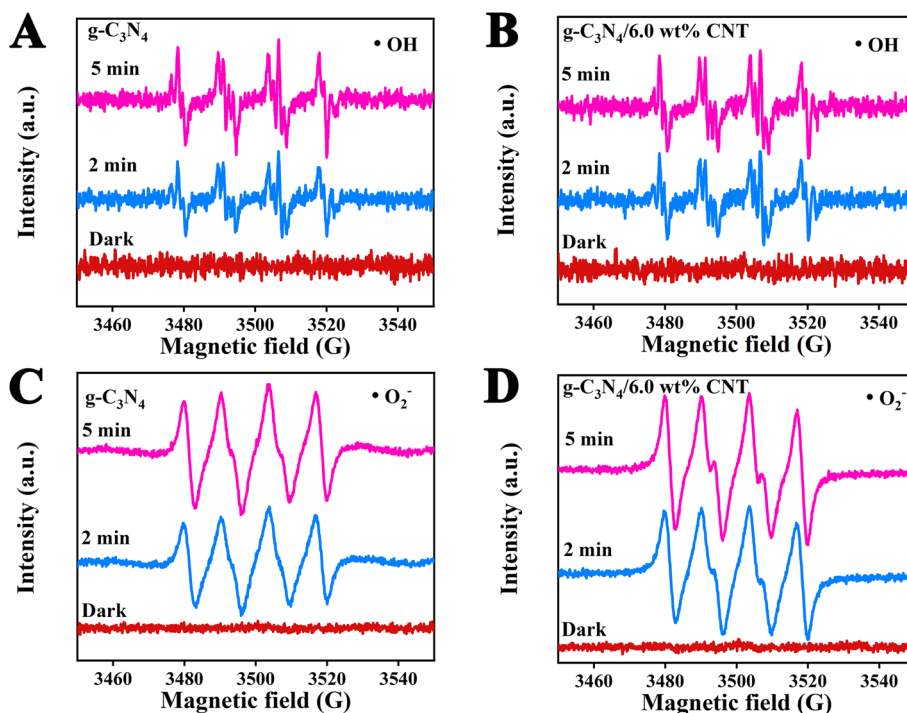 A
g-C₃N₄
• OH
5 min
2 min
Dark
Intensity (a.u.)
3460 3480 3500 3520 3540
Magnetic field (G)
B
g-C₃N₄/6.0 wt% CNT
• OH
5 min
2 min
Dark
Intensity (a.u.)
3460 3480 3500 3520 3540
Magnetic field (G)
C
g-C₃N₄
• O₂⁻
5 min
2 min
Dark
Intensity (a.u.)
3460 3480 3500 3520 3540
Magnetic field (G)
D
g-C₃N₄/6.0 wt% CNT
• O₂⁻
5 min
2 min
Dark
Intensity (a.u.)
3460 3480 3500 3520 3540
Magnetic field (G)